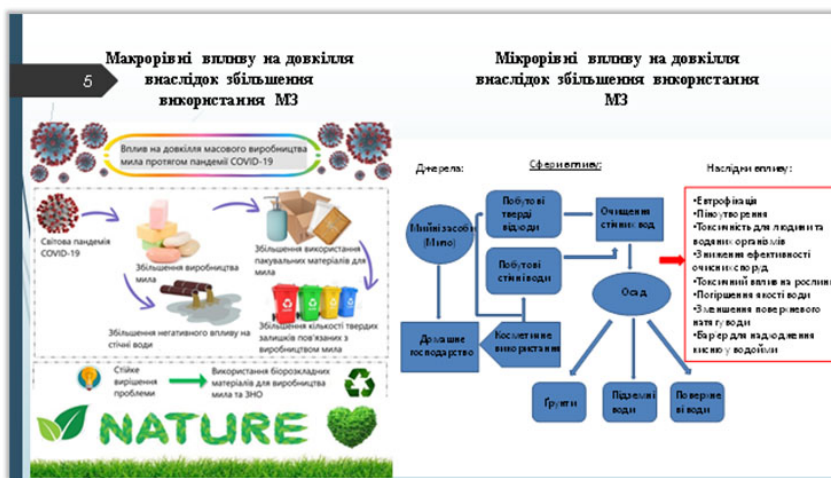 5
Макрорівні впливу на довкілля
внаслідок збільшення
використання МЗ
Вплив на довкілля масового виробництва
мила протягом пандемії COVID-19
Світова пандемія
COVID-19
Збільшення виробництва
мила
Збільшення використання
пакувальних матеріалів для
мила
Збільшення негативного впливу на
стічні води
Збільшення кількості твердих
залишків пов'язаних з
виробництвом мила
Стійке
вирішення
проблеми
Використання біорозкладних
матеріалів для виробництва
мила та ЗНО
NATURE
Мікрорівні впливу на довкілля
внаслідок збільшення використання
МЗ
Джерела:
Сфери впливу:
Наслідки впливу:
Мийні засоби
(Мило)
Домашнє
господарство
Косметичне
використання
Побутові
тверді
відходи
Побутові
стічні води
Очищення
стічних вод
Осад
Ґрунти
Підземні
води
Поверхне
ві води
•Евтрофікація
•Піноутворення
•Токсичність для людини та
водяних організмів
•Зниження ефективності
очисних споруд
•Токсичний вплив на рослини
•Погіршення якості води
•Зменшення поверхневого
натягу води
•Бар'єр для надходження
кисню у водойми